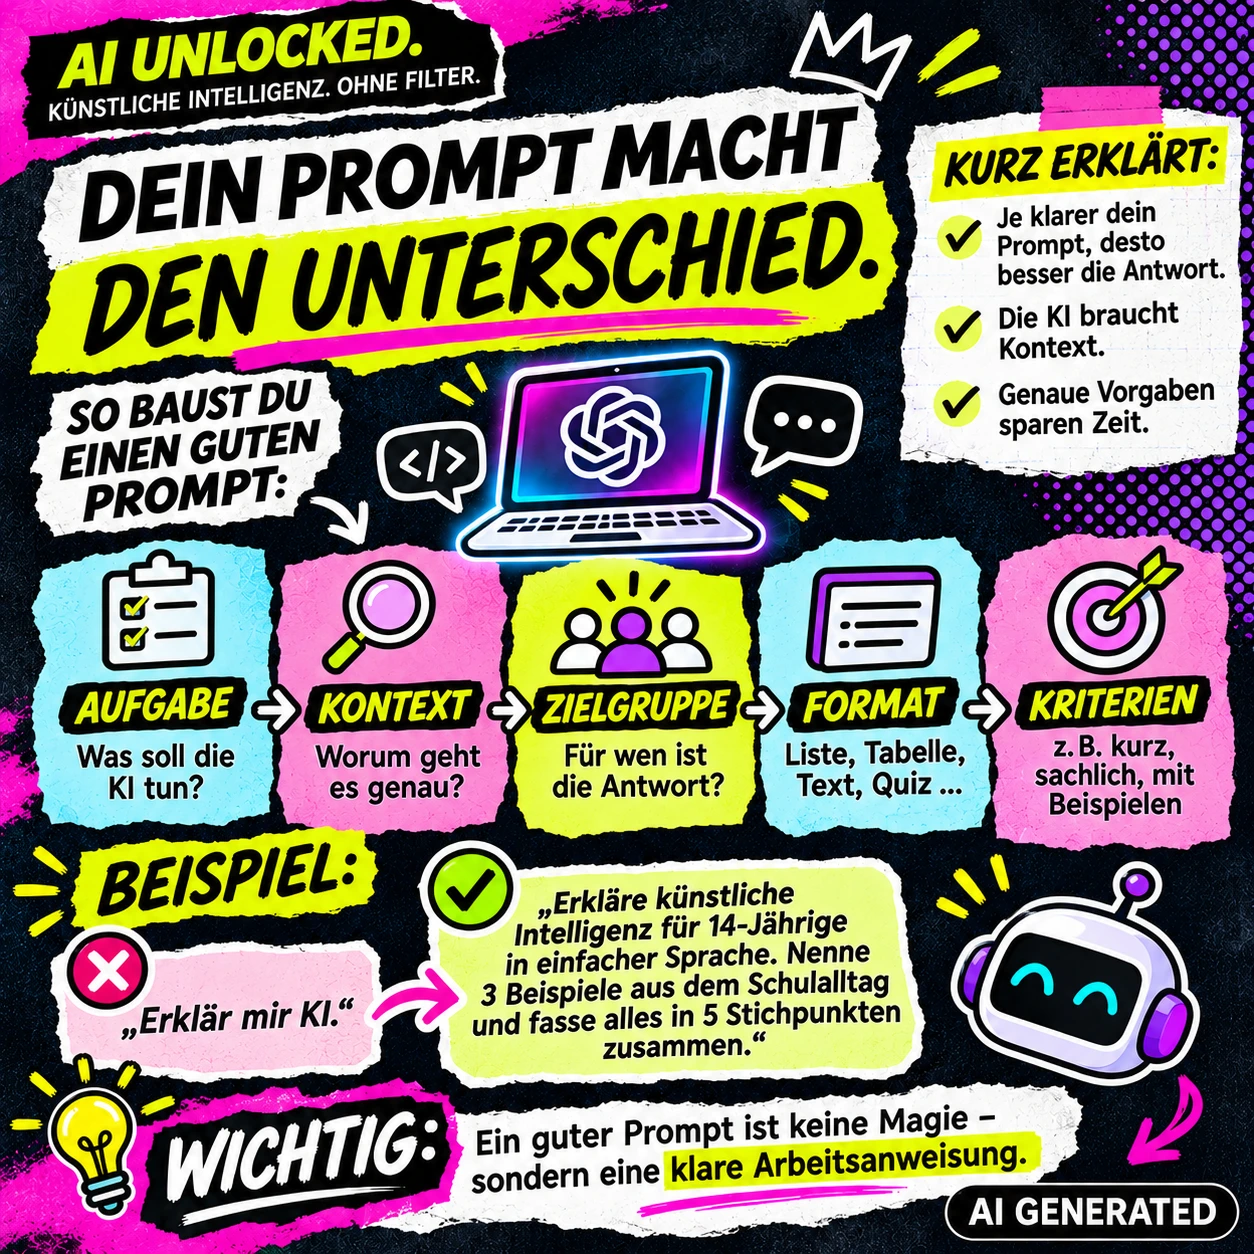 AI UNLOCKED.
KÜNSTLICHE INTELLIGENZ. OHNE FILTER.
DEIN PROMPT MACHT
DEN UNTERSCHIED.
KURZ ERKLÄRT:
Je klarer dein
Prompt, desto
besser die Antwort.
Die KI braucht
Kontext.
Genaue Vorgaben
sparen Zeit.
SO BAUST DU
EINEN GUTEN
PROMPT:
</>
AUFGABE
Was soll die
KI tun?
KONTEXT
Worum geht
es genau?
ZIELGRUPPE
Für wen ist
die Antwort?
FORMAT
Liste, Tabelle,
Text, Quiz ...
KRITERIEN
z. B. kurz,
sachlich, mit
Beispielen
BEISPIEL:
„Erklär mir KI.“
„Erkläre künstliche
Intelligenz für 14-Jährige
in einfacher Sprache. Nenne
3 Beispiele aus dem Schulalltag
und fasse alles in 5 Stichpunkten
zusammen.“
WICHTIG:
Ein guter Prompt ist keine Magie –
sondern eine klare Arbeitsanweisung.
AI GENERATED